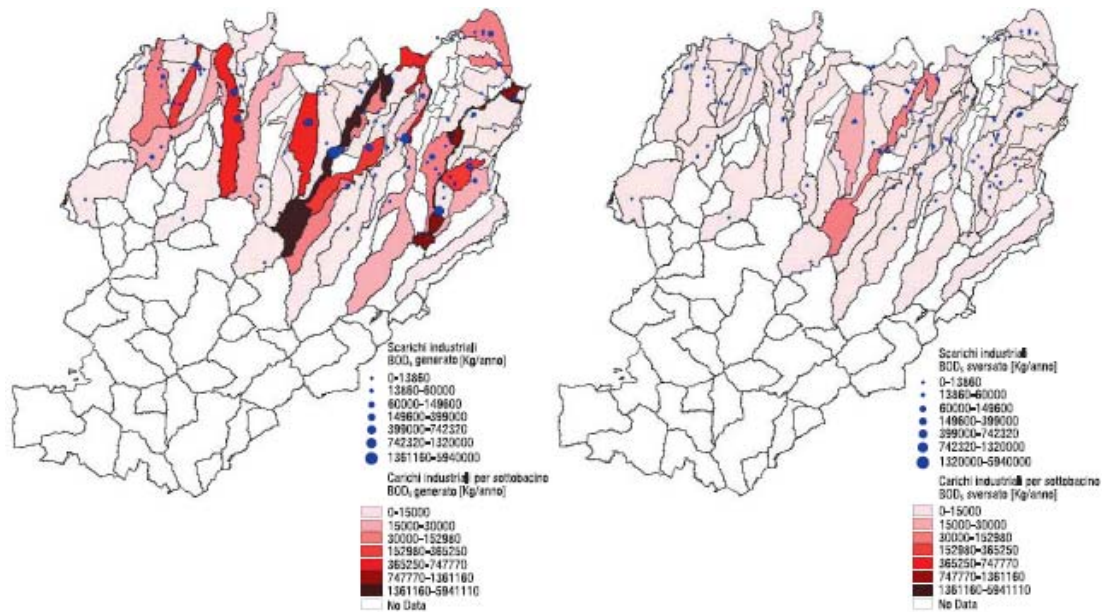 Scarichi industriali
BOD₅ generato [Kg/anno]
0-13860
13860-60000
60000-149600
149600-399000
399000-742320
742320-1320000
1361160-5940000
Carichi industriali per sottobacino
BOD₅ generato [Kg/anno]
0-15000
15000-30000
30000-152980
152980-365250
365250-747770
747770-1361160
1361160-5941110
No Data
Scarichi industriali
BOD₅ sversato [Kg/anno]
0-13860
13860-60000
60000-149600
149600-399000
399000-742320
742320-1320000
1320000-5940000
Carichi industriali per sottobacino
BOD₅ sversato [Kg/anno]
0-15000
15000-30000
30000-152980
152980-365250
365250-747770
747770-1361160
1361160-5941110
No Data